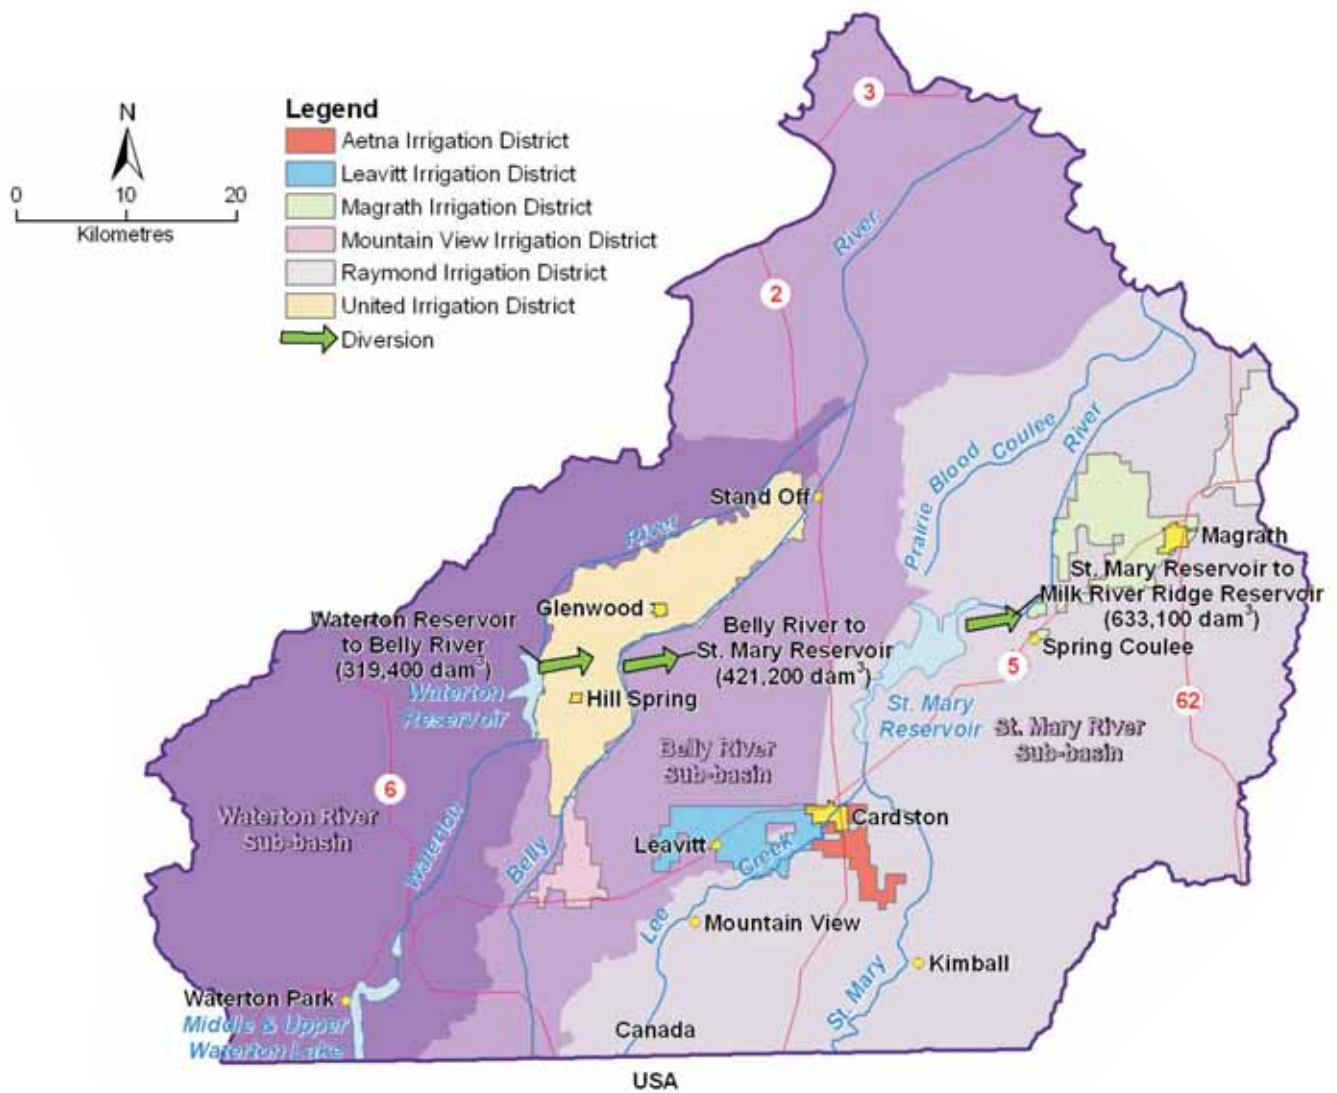 N
0 10 20
Kilometres
Legend
Aetna Irrigation District
Leavitt Irrigation District
Magrath Irrigation District
Mountain View Irrigation District
Raymond Irrigation District
United Irrigation District
Diversion
3
2
River
Prairie Blood Coulee
River
Stand Off
River
Magrath
St. Mary Reservoir to
Milk River Ridge Reservoir
(633,100 dam³)
Glenwood
Waterton Reservoir
to Belly River
(319,400 dam³)
Belly River to
St. Mary Reservoir
(421,200 dam³)
Spring Coulee
5
Waterton
Reservoir
Hill Spring
62
St. Mary
Reservoir
St. Mary River
Sub-basin
Belly River
Sub-basin
6
Waterton River
Sub-basin
Waterton
Belly
Cardston
Leavitt
Lee Creek
Mountain View
Kimball
St. Mary
Waterton Park
Middle & Upper
Waterton Lake
Canada
USA